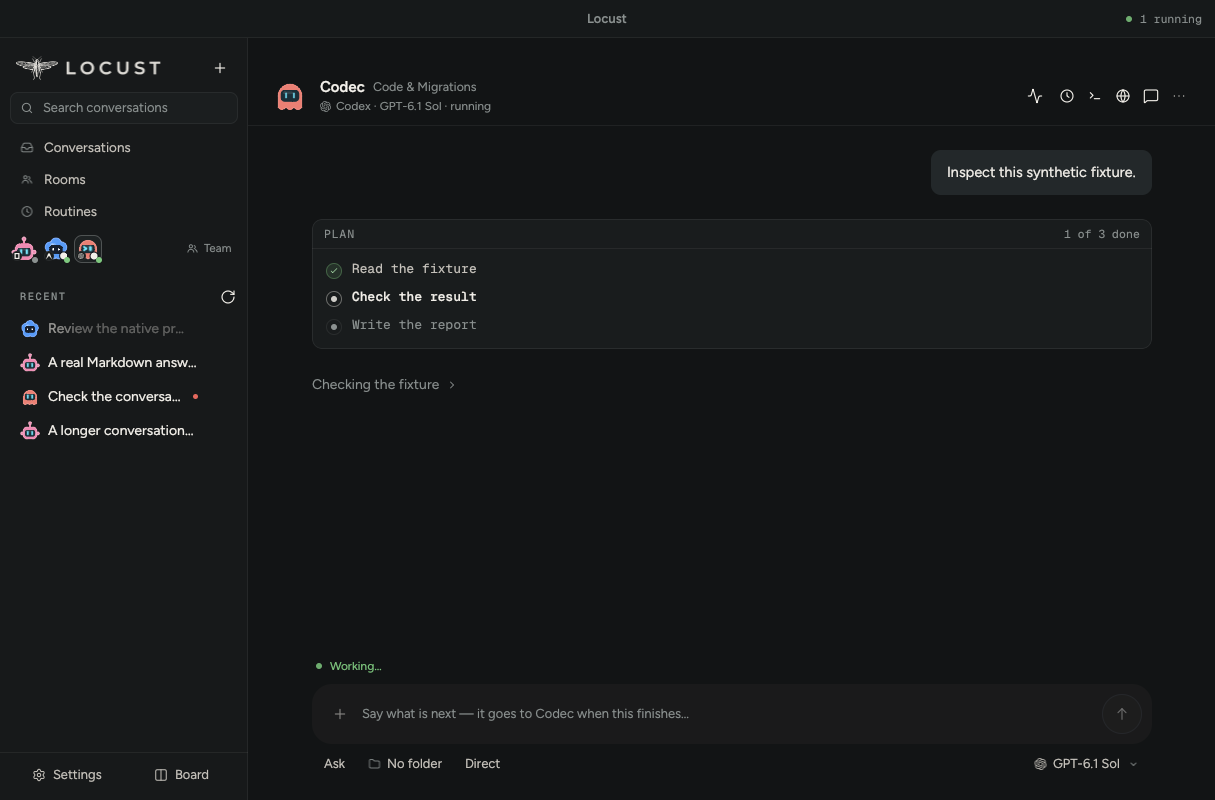 Locust
1 running
LOCUST
Search conversations
Conversations
Rooms
Routines
Team
RECENT
Review the native pr...
A real Markdown answ...
Check the conversa...
A longer conversation...
Settings
Board
Codec Code & Migrations
Codex · GPT-6.1 Sol · running
Inspect this synthetic fixture.
PLAN
1 of 3 done
Read the fixture
Check the result
Write the report
Checking the fixture
Working...
Say what is next — it goes to Codec when this finishes...
Ask
No folder
Direct
GPT-6.1 Sol